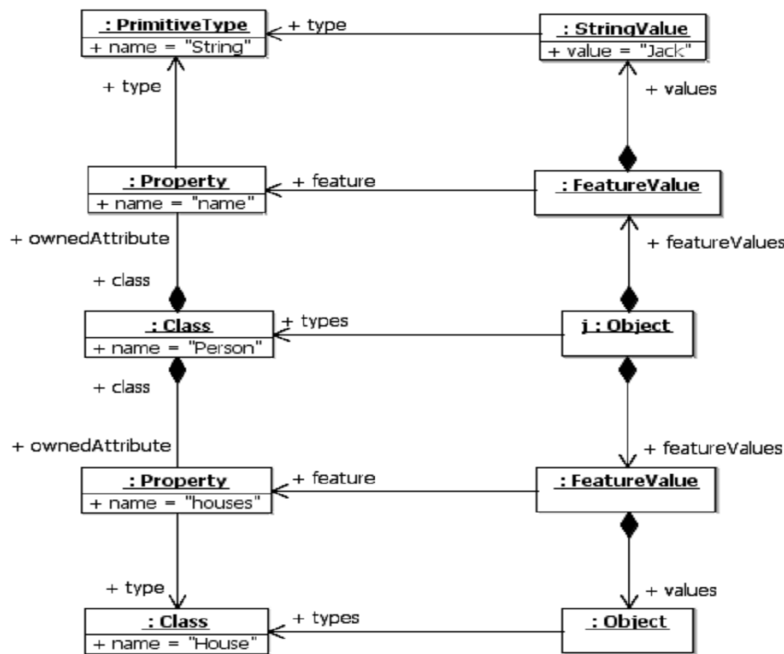 : PrimitiveType
+ name = "String"
+ type
: StringValue
+ value = "Jack"
+ type
+ values
: Property
+ name = "name"
+ feature
: FeatureValue
+ ownedAttribute
+ featureValues
+ class
: Class
+ name = "Person"
+ types
j : Object
+ class
+ ownedAttribute
+ featureValues
: Property
+ name = "houses"
+ feature
: FeatureValue
+ type
+ values
: Class
+ name = "House"
+ types
: Object